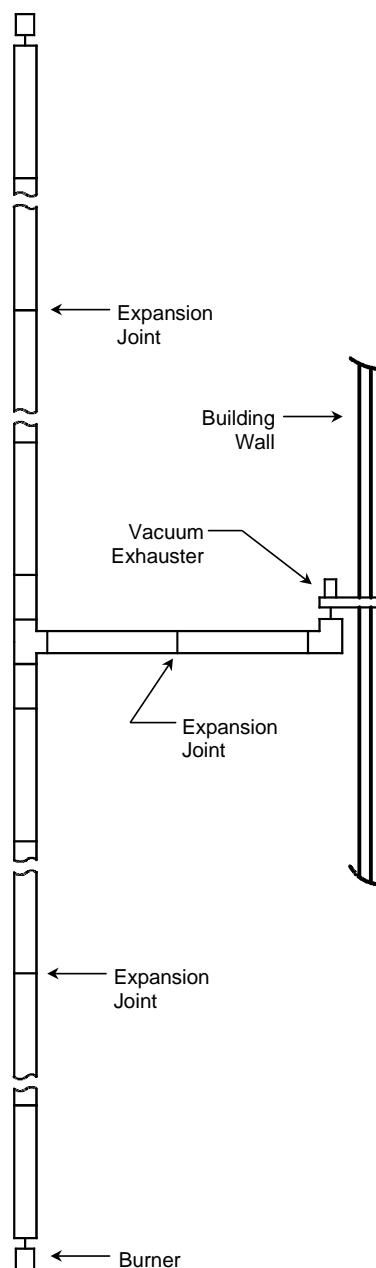 Expansion
Joint
Building
Wall
Vacuum
Exhauster
Expansion
Joint
Expansion
Joint
Burner